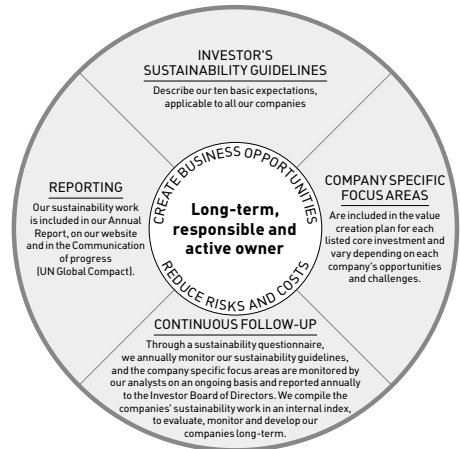 INVESTOR'S
SUSTAINABILITY GUIDELINES
Describe our ten basic expectations,
applicable to all our companies
CREATE BUSINESS OPPORTUNITIES
Long-term,
responsible and
active owner
REDUCE RISKS AND COSTS
COMPANY SPECIFIC
FOCUS AREAS
Are included in the value
creation plan for each
listed core investment and
vary depending on each
company's opportunities
and challenges.
CONTINUOUS FOLLOW-UP
Through a sustainability questionnaire,
we annually monitor our sustainability guidelines,
and the company specific focus areas are monitored by
our analysts on an ongoing basis and reported annually
to the Investor Board of Directors. We compile the
companies' sustainability work in an internal index,
to evaluate, monitor and develop our
companies long-term.
REPORTING
Our sustainability work
is included in our Annual
Report, on our website
and in the Communication
of progress
(UN Global Compact).